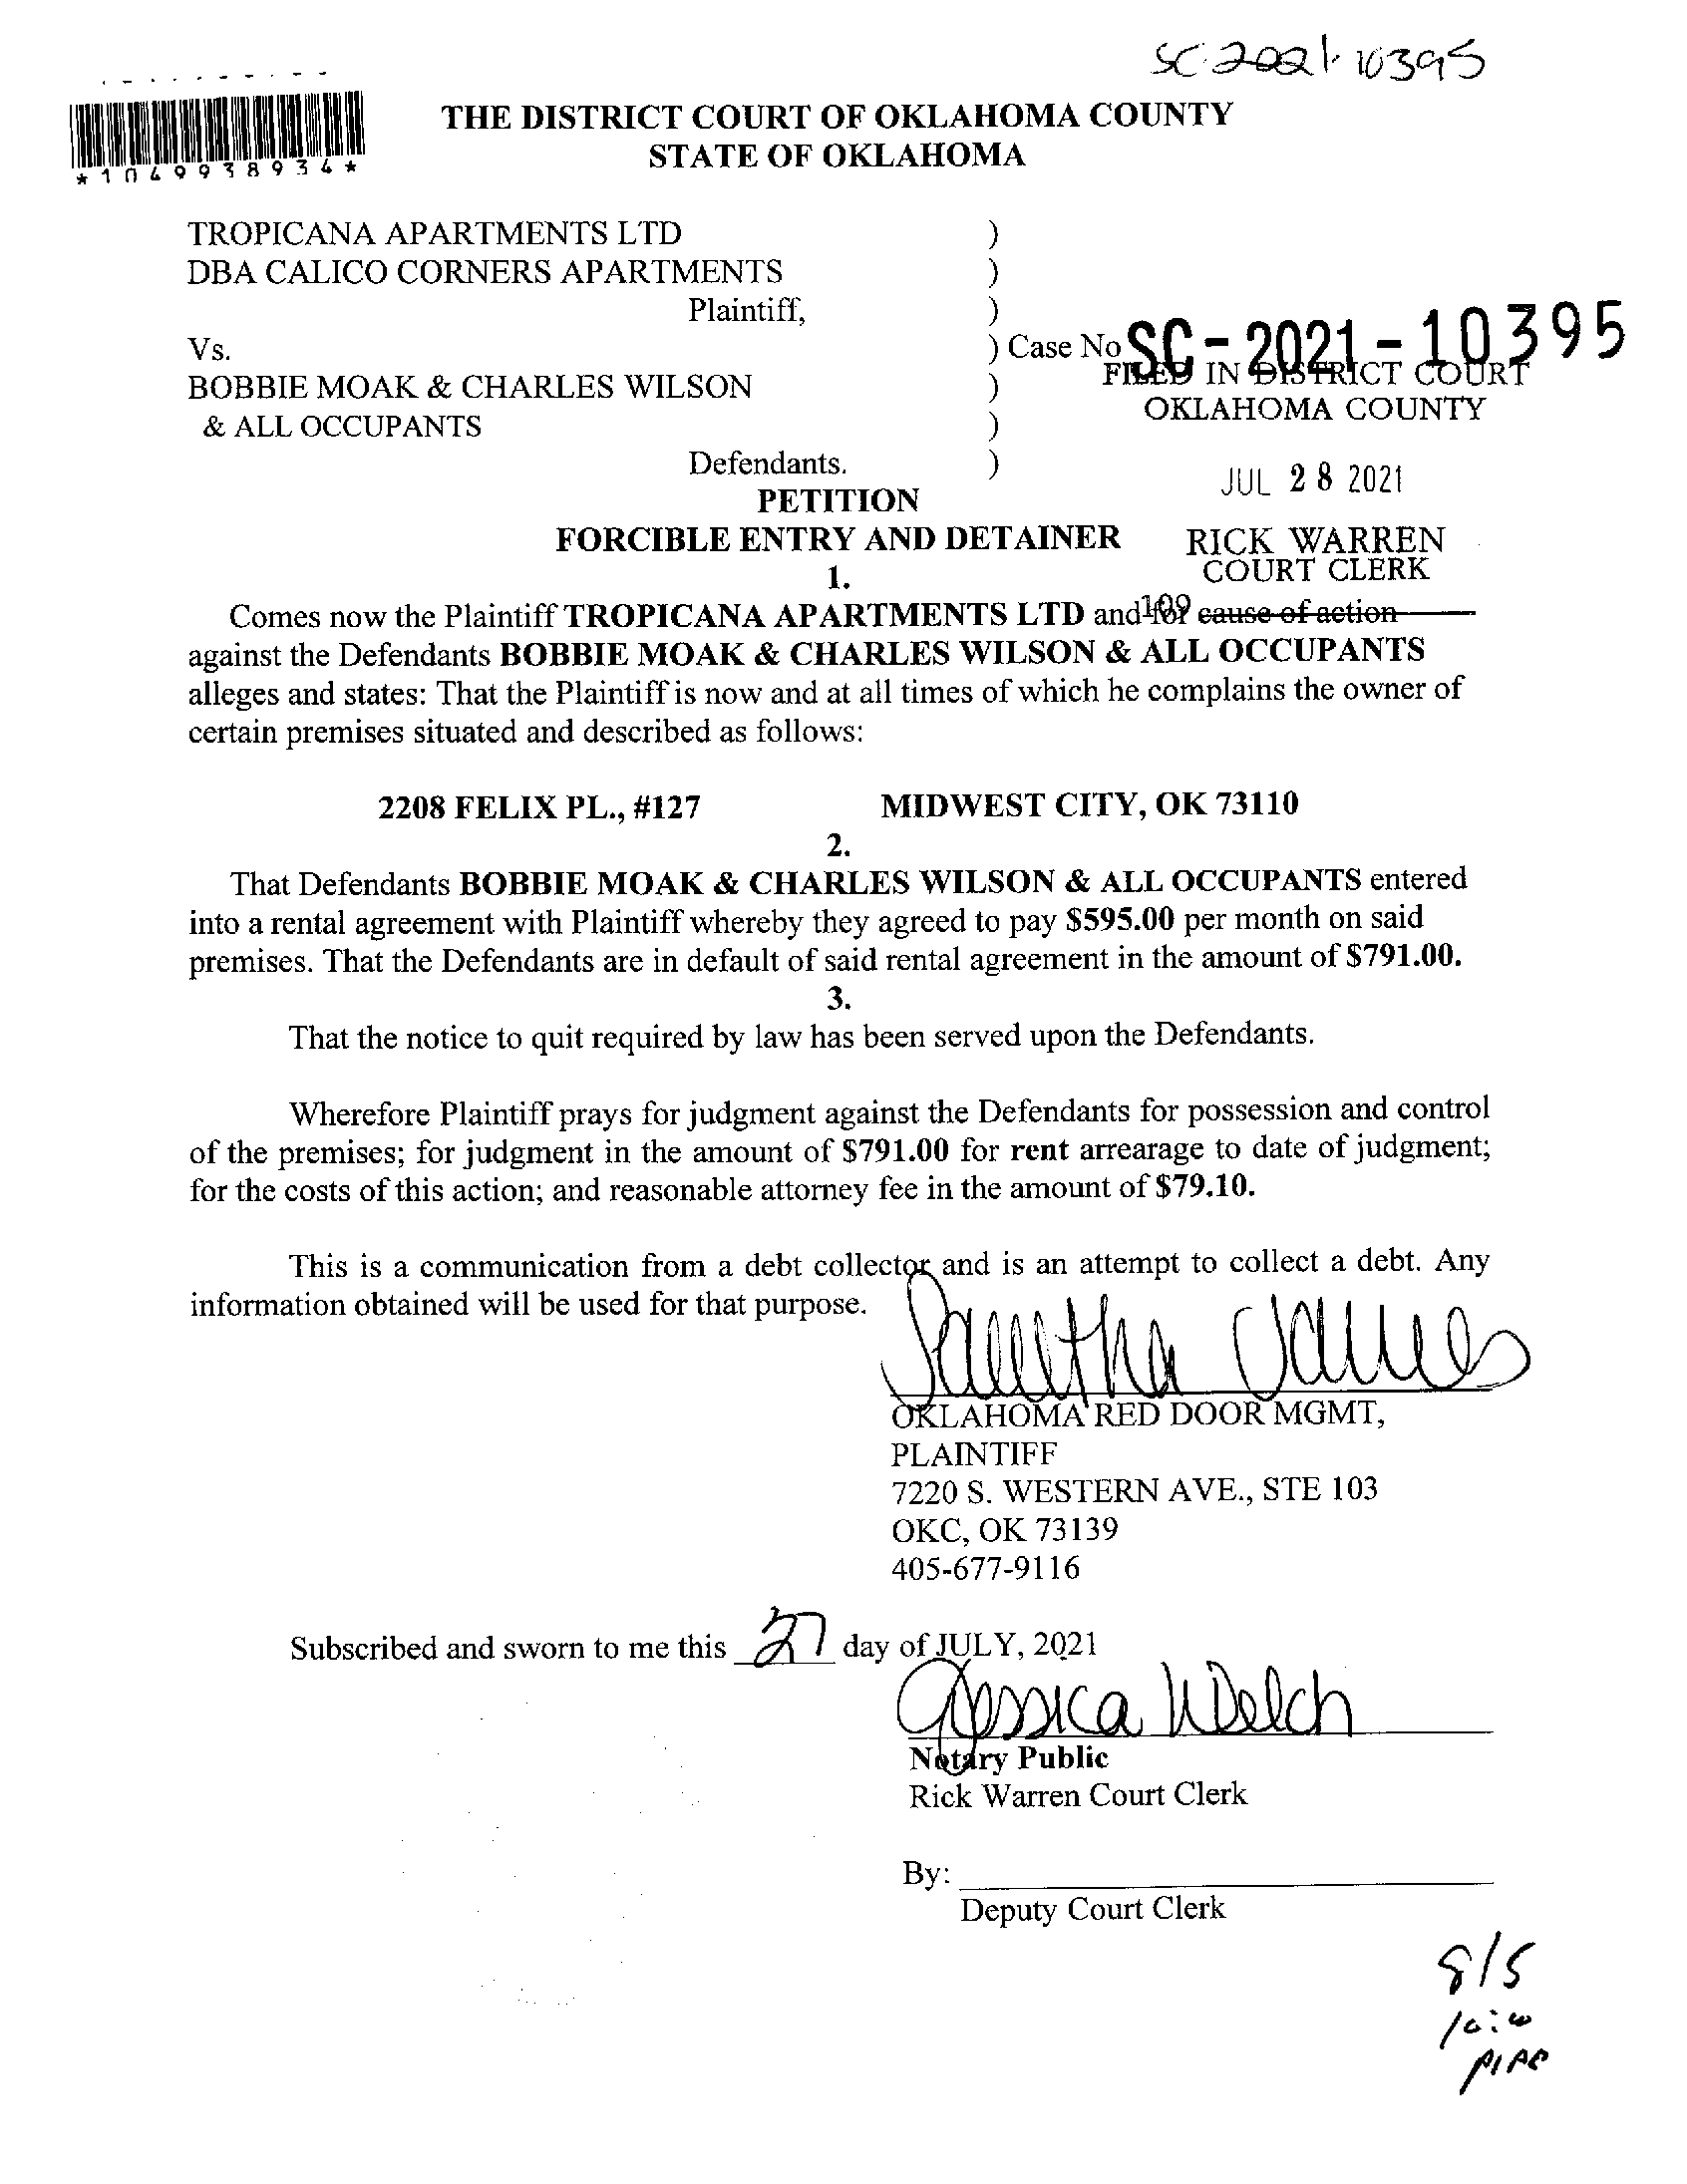 SC-2021-10395
*1049938934*
THE DISTRICT COURT OF OKLAHOMA COUNTY
STATE OF OKLAHOMA
TROPICANA APARTMENTS LTD )
DBA CALICO CORNERS APARTMENTS )
Plaintiff, )
Vs. ) Case No SC-2021-10395
BOBBIE MOAK & CHARLES WILSON ) FILED IN DISTRICT COURT
& ALL OCCUPANTS ) OKLAHOMA COUNTY
Defendants. )
JUL 28 2021
PETITION
FORCIBLE ENTRY AND DETAINER
RICK WARREN
COURT CLERK
1.
Comes now the Plaintiff TROPICANA APARTMENTS LTD and for cause of action
109
against the Defendants BOBBIE MOAK & CHARLES WILSON & ALL OCCUPANTS
alleges and states: That the Plaintiff is now and at all times of which he complains the owner of
certain premises situated and described as follows:
2208 FELIX PL., #127 MIDWEST CITY, OK 73110
2.
That Defendants BOBBIE MOAK & CHARLES WILSON & ALL OCCUPANTS entered
into a rental agreement with Plaintiff whereby they agreed to pay $595.00 per month on said
premises. That the Defendants are in default of said rental agreement in the amount of $791.00.
3.
That the notice to quit required by law has been served upon the Defendants.
Wherefore Plaintiff prays for judgment against the Defendants for possession and control
of the premises; for judgment in the amount of $791.00 for rent arrearage to date of judgment;
for the costs of this action; and reasonable attorney fee in the amount of $79.10.
This is a communication from a debt collector and is an attempt to collect a debt. Any
information obtained will be used for that purpose.
Samtha James
OKLAHOMA RED DOOR MGMT,
PLAINTIFF
7220 S. WESTERN AVE., STE 103
OKC, OK 73139
405-677-9116
Subscribed and sworn to me this 27 day of JULY, 2021
Jessica Welch
Notary Public
Rick Warren Court Clerk
By:
Deputy Court Clerk
8/5
10:00